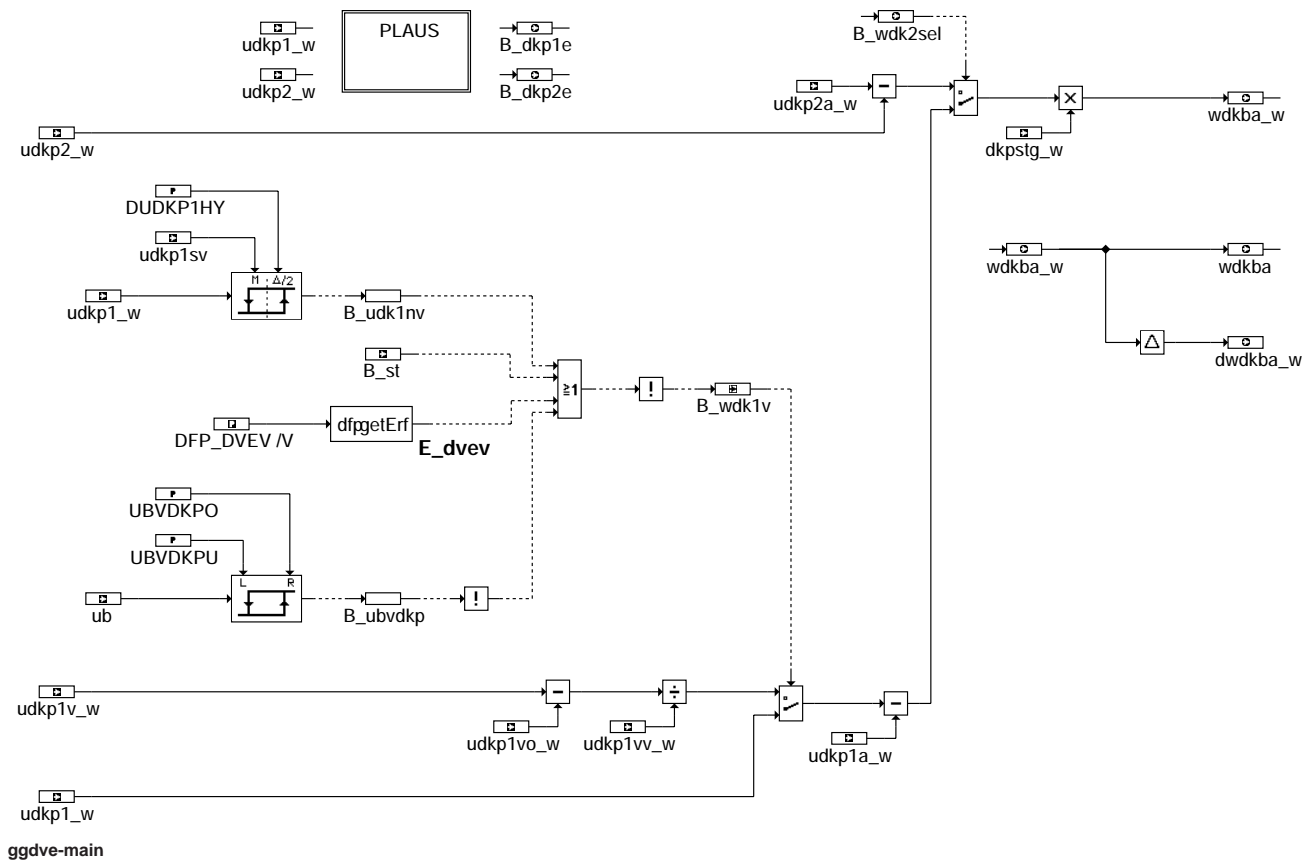 PLAUS
udkp1_w
B_dkp1e
B_wdk2sel
udkp2_w
B_dkp2e
udkp2a_w
wdkba_w
udkp2_w
dkpstg_w
P
DUDKP1HY
udkp1sv
M Δ/2
wdkba_w
wdkba
udkp1_w
B_udk1nv
B_st
Δ
dwdkba_w
≥1
!
B_wdk1v
DFP_DVEV /V
dfpgetErf
E_dvev
P
UBVDKPO
P
UBVDKPU
L R
ub
B_ubvdkp
!
udkp1v_w
udkp1vo_w
udkp1vv_w
udkp1a_w
udkp1_w
ggdve-main